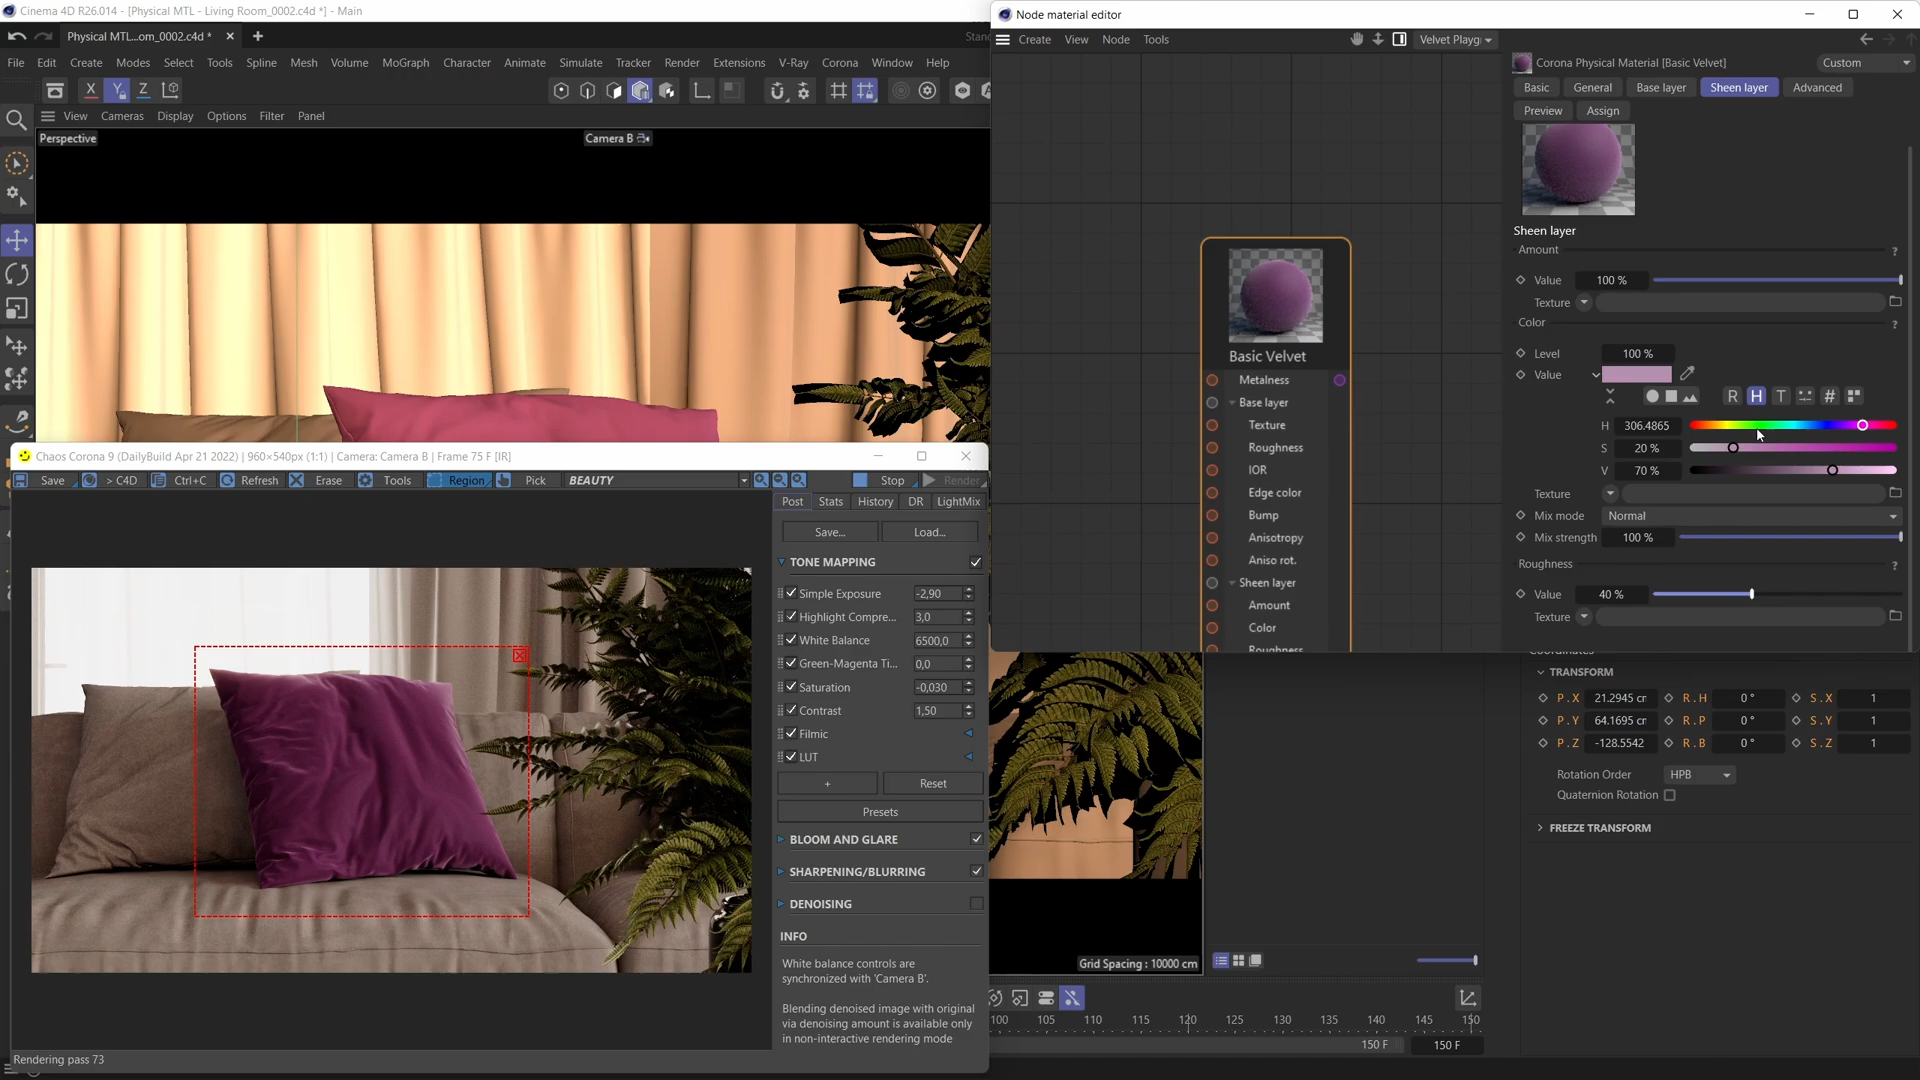 Cinema 4D R26.014 - [Physical MTL - Living Room_0002.c4d *] - Main
Physical MTL...om_0002.c4d *
File Edit Create Modes Select Tools Spline Mesh Volume MoGraph Character Animate Simulate Tracker Render Extensions V-Ray Corona Window Help
X Y Z
View Cameras Display Options Filter Panel
Perspective
Camera B
Node material editor
Create View Node Tools
Velvet Playg
Basic Velvet
Metalness
Base layer
Texture
Roughness
IOR
Edge color
Bump
Anisotropy
Aniso rot.
Sheen layer
Amount
Color
Roughness
Corona Physical Material [Basic Velvet]
Custom
Basic General Base layer Sheen layer Advanced
Preview Assign
Sheen layer
Amount ?
Value 100 %
Texture
Color ?
Level 100 %
Value
R H T #
H 306.4865
S 20 %
V 70 %
Texture
Mix mode Normal
Mix strength 100 %
Roughness ?
Value 40 %
Texture
Chaos Corona 9 (DailyBuild Apr 21 2022) | 960×540px (1:1) | Camera: Camera B | Frame 75 F [IR]
Save > C4D Ctrl+C Refresh Erase Tools Region Pick BEAUTY Stop Render
Post Stats History DR LightMix
Save... Load...
TONE MAPPING
Simple Exposure -2,90
Highlight Compre... 3,0
White Balance 6500,0
Green-Magenta Ti... 0,0
Saturation -0,030
Contrast 1,50
Filmic
LUT
+ Reset
Presets
BLOOM AND GLARE
SHARPENING/BLURRING
DENOISING
INFO
White balance controls are
synchronized with 'Camera B'.
Blending denoised image with original
via denoising amount is available only
in non-interactive rendering mode
Rendering pass 73
Grid Spacing : 10000 cm
100 105 110 115 120 125 130 135 140 145 150
150 F 150 F
Coordinates
TRANSFORM
P . X 21.2945 cm R . H 0 ° S . X 1
P . Y 64.1695 cm R . P 0 ° S . Y 1
P . Z -128.5542 R . B 0 ° S . Z 1
Rotation Order HPB
Quaternion Rotation
FREEZE TRANSFORM